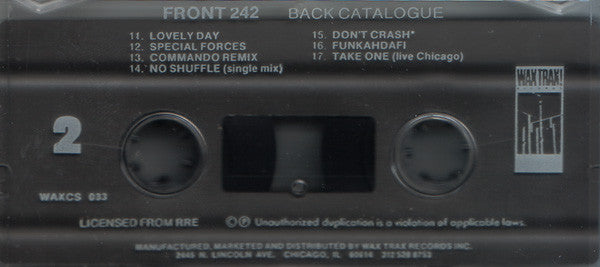 FRONT 242 BACK CATALOGUE
11. LOVELY DAY
12. SPECIAL FORCES
13. COMMANDO REMIX
14. NO SHUFFLE (single mix)
15. DON'T CRASH*
16. FUNKAHDAFI
17. TAKE ONE (live Chicago)
WAX TRAX!
RECORDS
2
WAXCS 033
LICENSED FROM RRE
©℗ Unauthorized duplication is a violation of applicable laws.
MANUFACTURED, MARKETED AND DISTRIBUTED BY WAX TRAX RECORDS INC.
2445 N. LINCOLN AVE. CHICAGO, IL 60614 312 528 8753